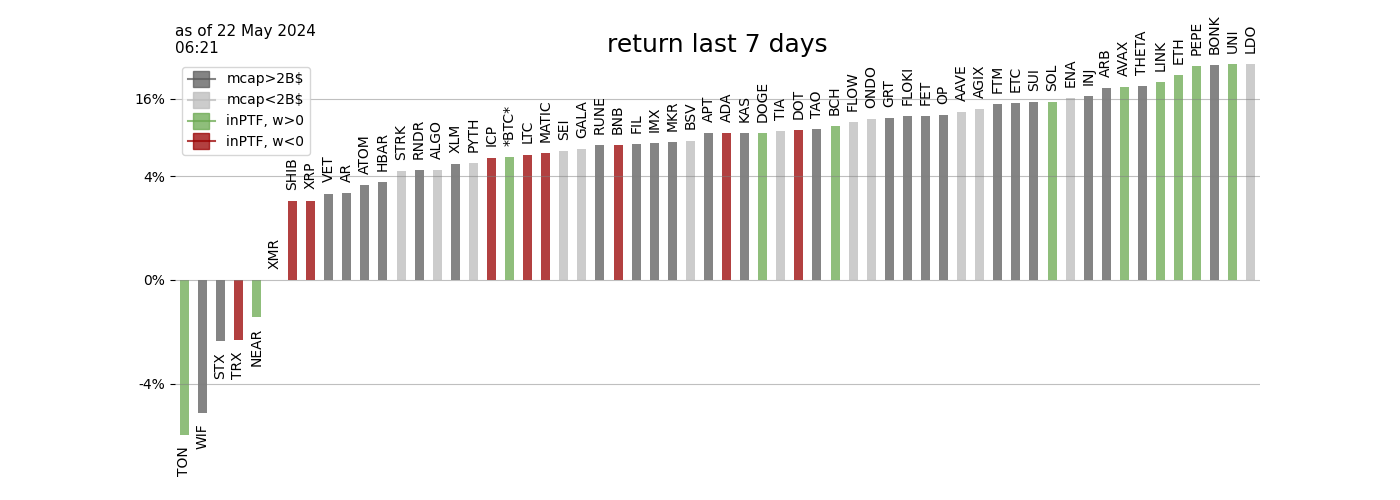 as of 22 May 2024
06:21
return last 7 days
mcap>2B$
mcap<2B$
inPTF, w>0
inPTF, w<0
16%
4%
0%
-4%
TON
WIF
STX
TRX
NEAR
XMR
SHIB
XRP
VET
AR
ATOM
HBAR
STRK
RNDR
ALGO
XLM
PYTH
ICP
*BTC*
LTC
MATIC
SEI
GALA
RUNE
BNB
FIL
IMX
MKR
BSV
APT
ADA
KAS
DOGE
TIA
DOT
TAO
BCH
FLOW
ONDO
GRT
FLOKI
FET
OP
AAVE
AGIX
FTM
ETC
SUI
SOL
ENA
INJ
ARB
AVAX
THETA
LINK
ETH
PEPE
BONK
UNI
LDO